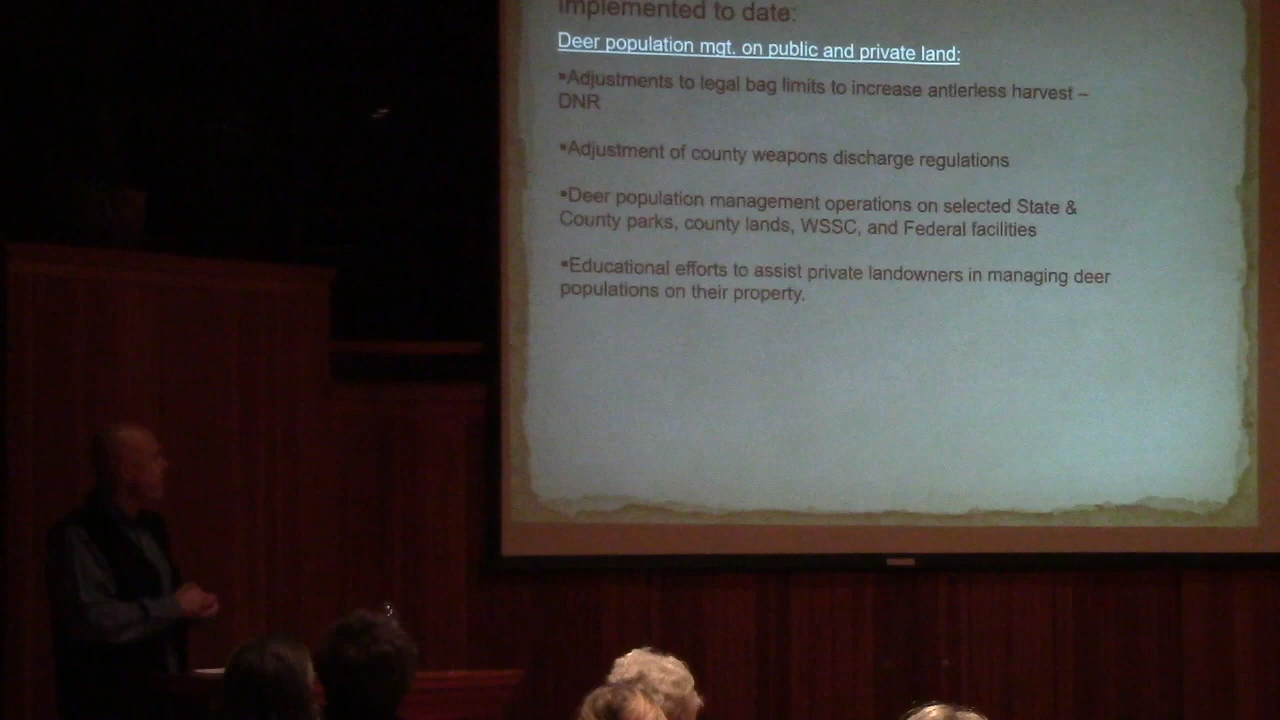 Implemented to date:
Deer population mgt. on public and private land:
▪Adjustments to legal bag limits to increase antlerless harvest –
DNR
▪Adjustment of county weapons discharge regulations
▪Deer population management operations on selected State &
County parks, county lands, WSSC, and Federal facilities
▪Educational efforts to assist private landowners in managing deer
populations on their property.